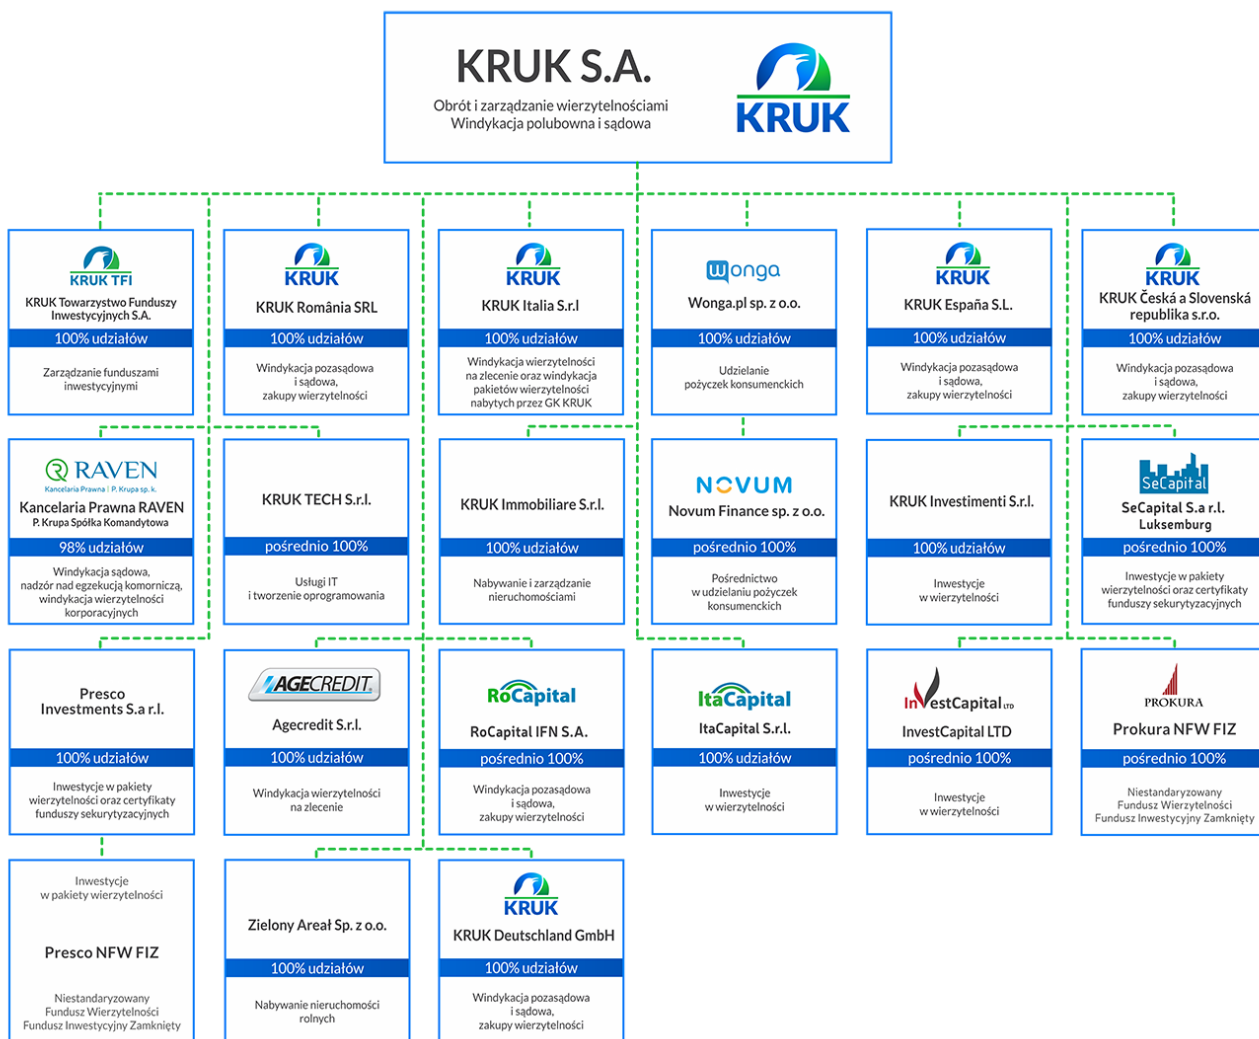 KRUK S.A.
Obrót i zarządzanie wierzytelnościami
Windykacja polubowna i sądowa
KRUK
KRUK TFI
KRUK Towarzystwo Funduszy
Inwestycyjnych S.A.
100% udziałów
Zarządzanie funduszami
inwestycyjnymi
KRUK
KRUK România SRL
100% udziałów
Windykacja pozasądowa
i sądowa,
zakupy wierzytelności
KRUK
KRUK Italia S.r.l
100% udziałów
Windykacja wierzytelności
na zlecenie oraz windykacja
pakietów wierzytelności
nabytych przez GK KRUK
wonga
Wonga.pl sp. z o.o.
100% udziałów
Udzielanie
pożyczek konsumenckich
KRUK
KRUK España S.L.
100% udziałów
Windykacja pozasądowa
i sądowa,
zakupy wierzytelności
KRUK
KRUK Česká a Slovenská
republika s.r.o.
100% udziałów
Windykacja pozasądowa
i sądowa,
zakupy wierzytelności
RAVEN
Kancelaria Prawna | P. Krupa sp. k.
Kancelaria Prawna RAVEN
P. Krupa Spółka Komandytowa
98% udziałów
Windykacja sądowa,
nadzór nad egzekucją komorniczą,
windykacja wierzytelności
korporacyjnych
KRUK TECH S.r.l.
pośrednio 100%
Usługi IT
i tworzenie oprogramowania
KRUK Immobiliare S.r.l.
100% udziałów
Nabywanie i zarządzanie
nieruchomościami
NOVUM
Novum Finance sp. z o.o.
pośrednio 100%
Pośrednictwo
w udzielaniu pożyczek
konsumenckich
KRUK Investimenti S.r.l.
100% udziałów
Inwestycje
w wierzytelności
SeCapital
SeCapital S.a r.l.
Luksemburg
pośrednio 100%
Inwestycje w pakiety
wierzytelności oraz certyfikaty
funduszy sekurytyzacyjnych
Presco
Investments S.a r.l.
100% udziałów
Inwestycje w pakiety
wierzytelności oraz certyfikaty
funduszy sekurytyzacyjnych
AGECREDIT
Agecredit S.r.l.
100% udziałów
Windykacja wierzytelności
na zlecenie
RoCapital
RoCapital IFN S.A.
pośrednio 100%
Windykacja pozasądowa
i sądowa,
zakupy wierzytelności
ItaCapital
ItaCapital S.r.l.
100% udziałów
Inwestycje
w wierzytelności
InvestCapital LTD
InvestCapital LTD
pośrednio 100%
Inwestycje
w wierzytelności
PROKURA
Prokura NFW FIZ
pośrednio 100%
Niestandaryzowany
Fundusz Wierzytelności
Fundusz Inwestycyjny Zamknięty
Inwestycje
w pakiety wierzytelności
Presco NFW FIZ
Niestandaryzowany
Fundusz Wierzytelności
Fundusz Inwestycyjny Zamknięty
Zielony Areał Sp. z o.o.
100% udziałów
Nabywanie nieruchomości
rolnych
KRUK
KRUK Deutschland GmbH
100% udziałów
Windykacja pozasądowa
i sądowa,
zakupy wierzytelności